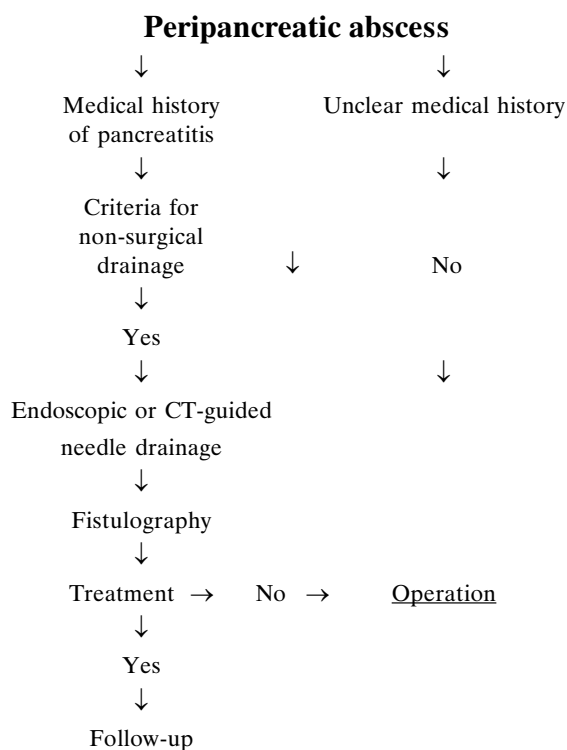 Peripancreatic abscess
↓ ↓
Medical history Unclear medical history
of pancreatitis
↓ ↓
Criteria for
non-surgical
drainage ↓ No
↓
Yes
↓ ↓
Endoscopic or CT-guided
needle drainage
↓
Fistulography
↓
Treatment → No → Operation
↓
Yes
↓
Follow-up